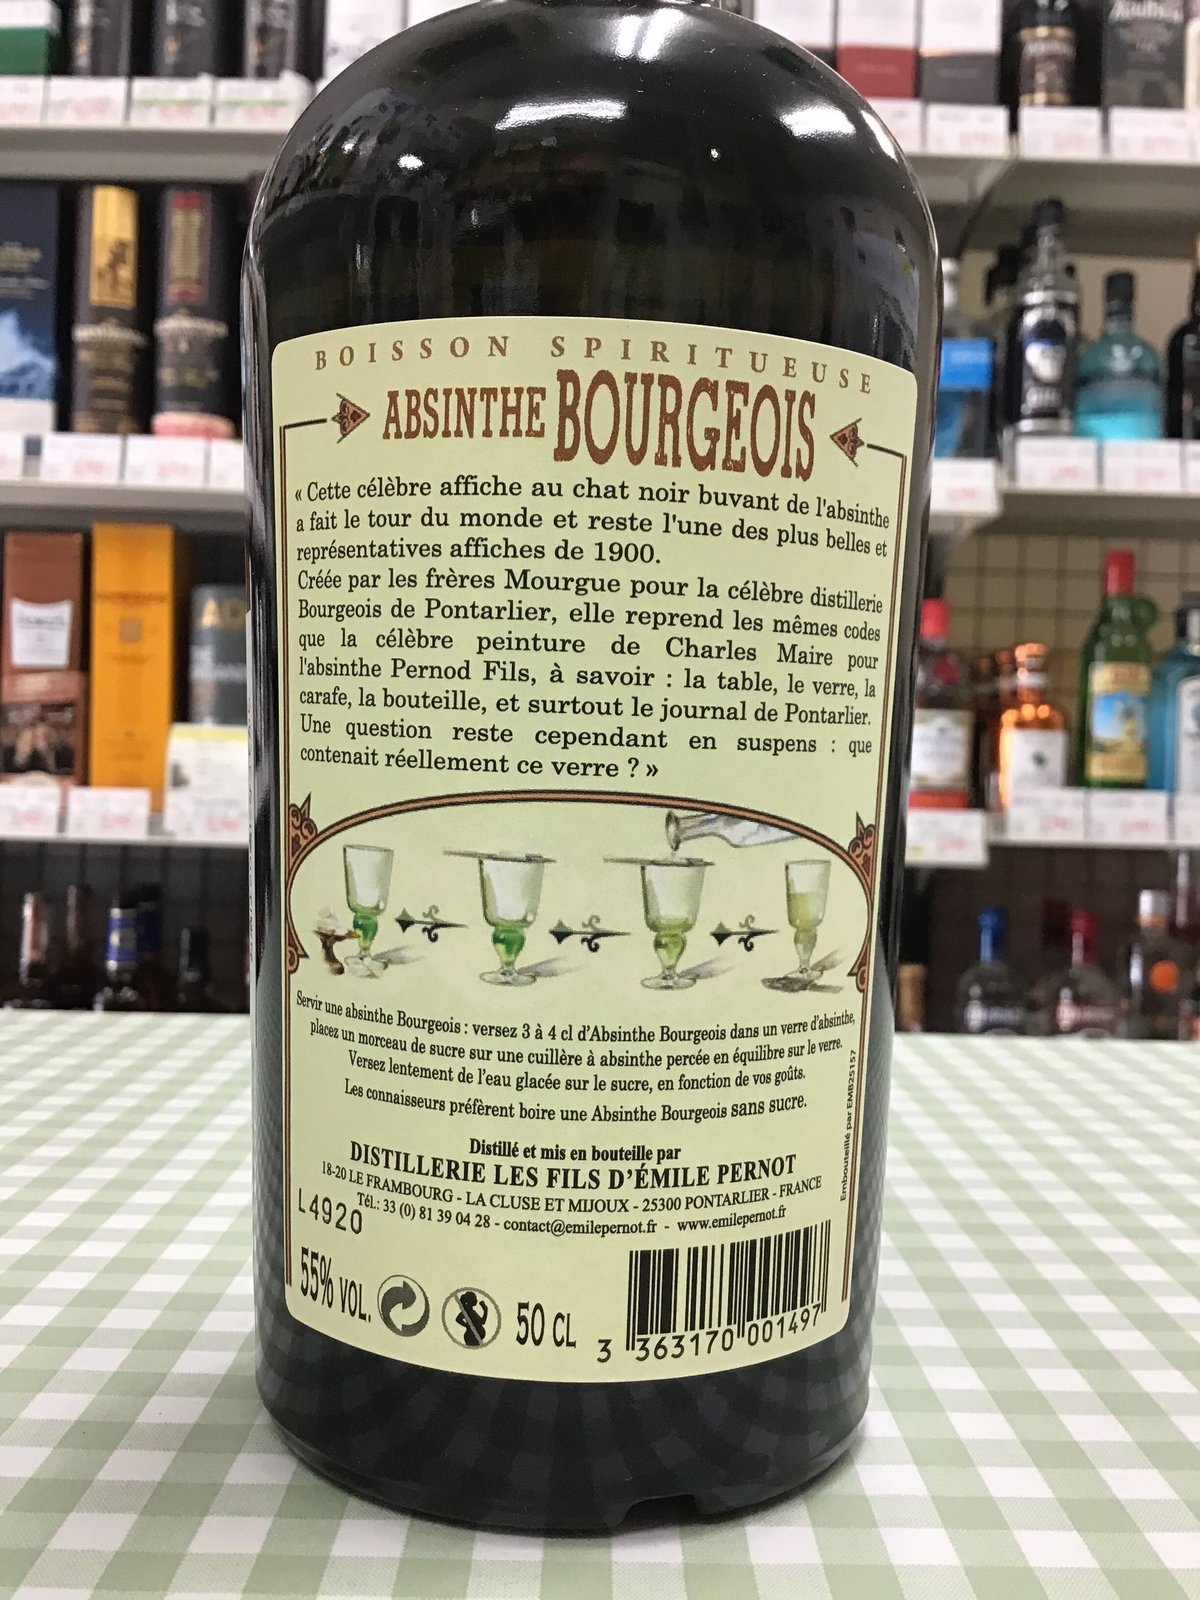 BOISSON SPIRITUEUSE
ABSINTHE BOURGEOIS
« Cette célèbre affiche au chat noir buvant de l'absinthe
a fait le tour du monde et reste l'une des plus belles et
représentatives affiches de 1900.
Créée par les frères Mourgue pour la célèbre distillerie
Bourgeois de Pontarlier, elle reprend les mêmes codes
que la célèbre peinture de Charles Maire pour
l'absinthe Pernod Fils, à savoir : la table, le verre, la
carafe, la bouteille, et surtout le journal de Pontarlier.
Une question reste cependant en suspens : que
contenait réellement ce verre ? »
Servir une absinthe Bourgeois : versez 3 à 4 cl d'Absinthe Bourgeois dans un verre d'absinthe,
placez un morceau de sucre sur une cuillère à absinthe percée en équilibre sur le verre.
Versez lentement de l'eau glacée sur le sucre, en fonction de vos goûts.
Les connaisseurs préfèrent boire une Absinthe Bourgeois sans sucre.
Embouteillé par EMB25157
Distillé et mis en bouteille par
DISTILLERIE LES FILS D'ÉMILE PERNOT
18-20 LE FRAMBOURG - LA CLUSE ET MIJOUX - 25300 PONTARLIER - FRANCE
Tél.: 33 (0) 81 39 04 28 - contact@emilepernot.fr - www.emilepernot.fr
L4920
55% VOL.
50 CL
3 363170 001497